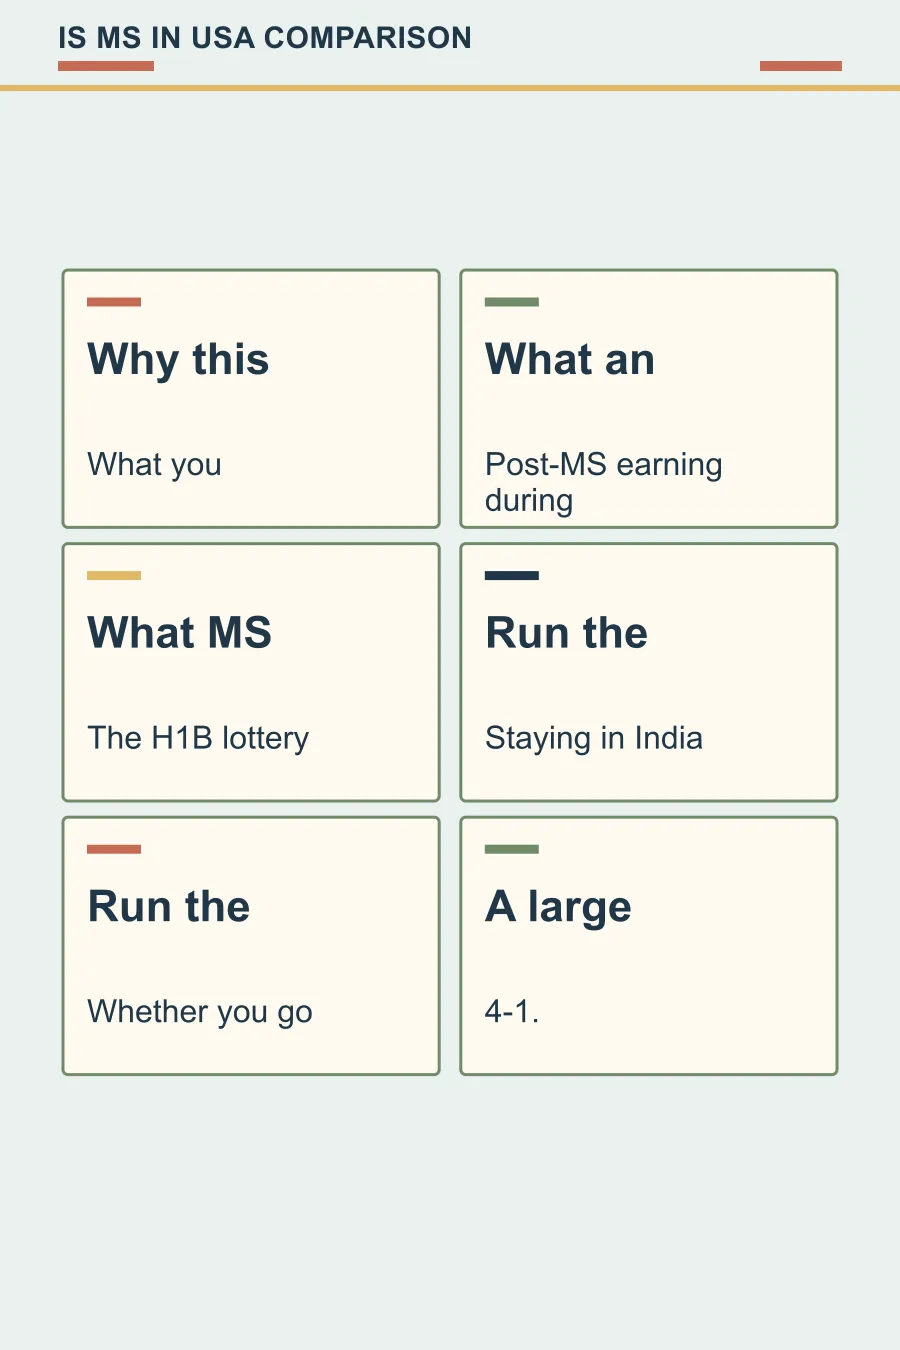 IS MS IN USA COMPARISON
Why this
What you
What an
Post-MS earning
during
What MS
The H1B lottery
Run the
Staying in India
Run the
Whether you go
A large
4-1.